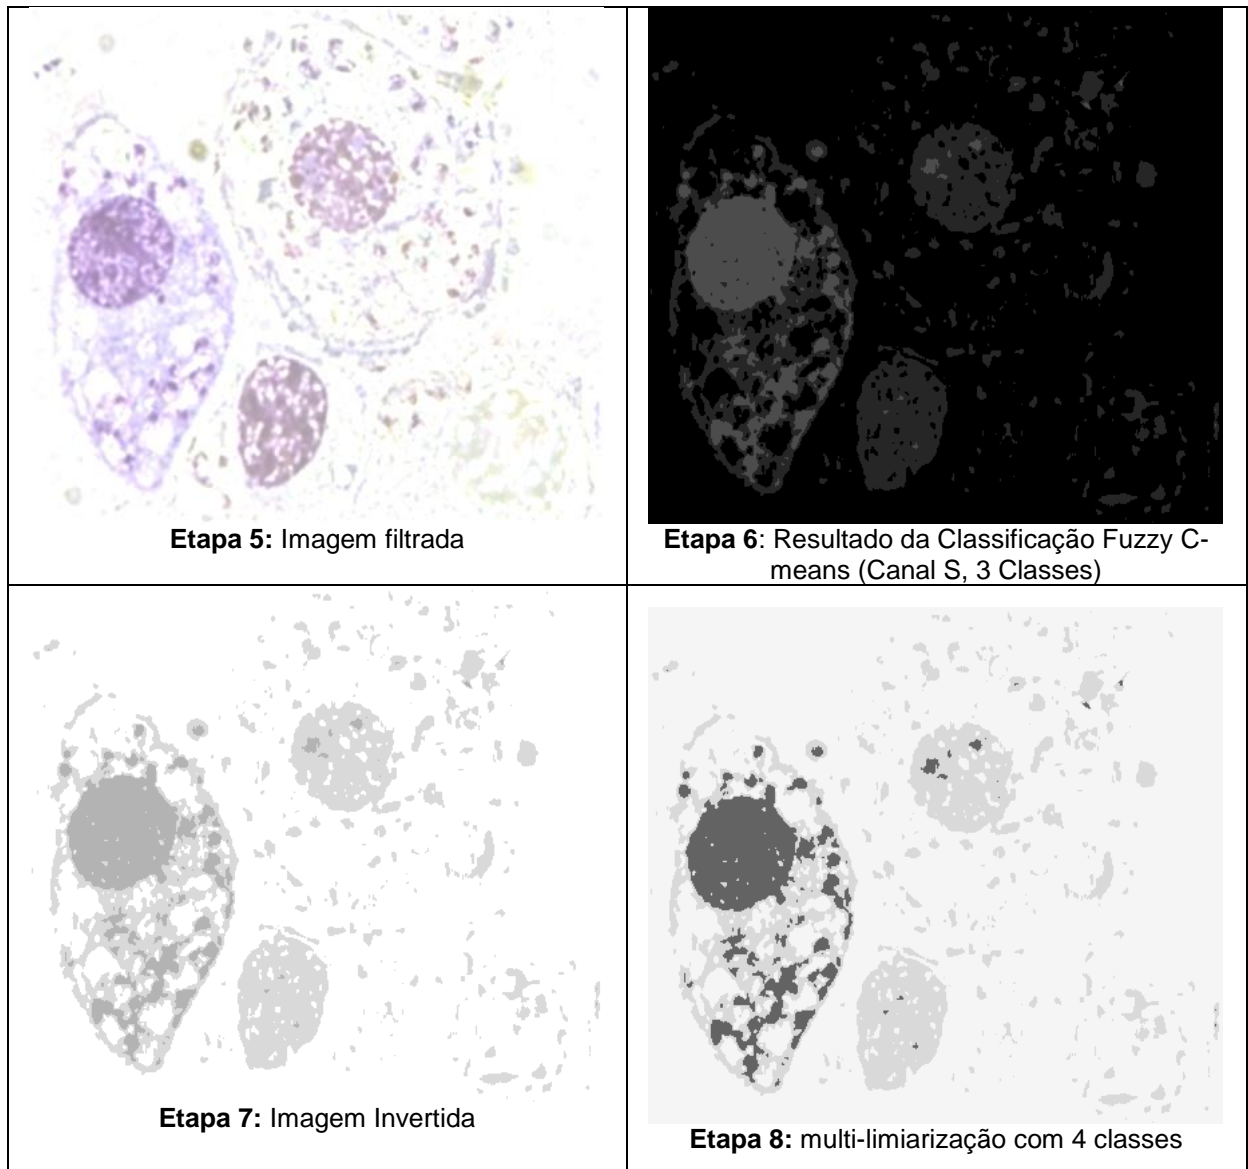 Etapa 5: Imagem filtrada
Etapa 6: Resultado da Classificação Fuzzy C-
means (Canal S, 3 Classes)
Etapa 7: Imagem Invertida
Etapa 8: multi-limiarização com 4 classes